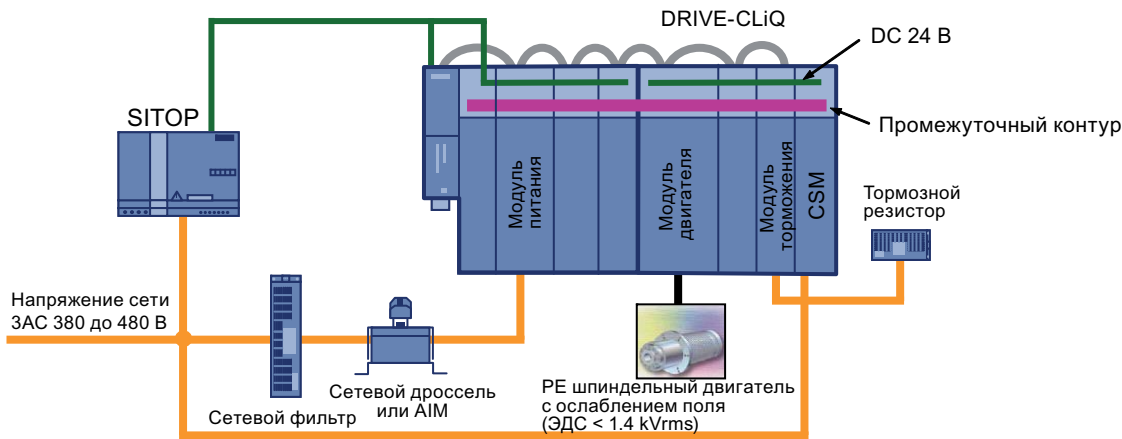 DRIVE-CLiQ
DC 24 В
SITOP
Промежуточный контур
Модуль
питания
Модуль
двигателя
Модуль
торможения
CSM
Тормозной
резистор
Напряжение сети
3AC 380 до 480 В
Сетевой фильтр
Сетевой дроссель
или AIM
PE шпиндельный двигатель
с ослаблением поля
(ЭДС < 1.4 kVrms)